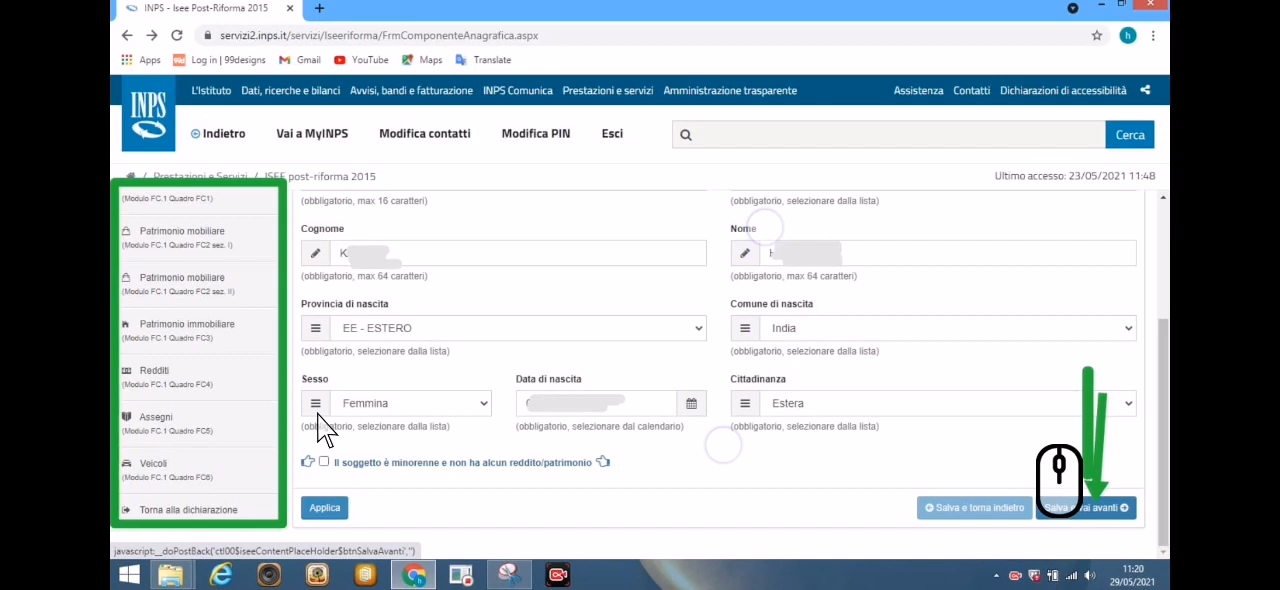 INPS - Isee Post-Riforma 2015
servizi2.inps.it/servizi/Iseeriforma/FrmComponenteAnagrafica.aspx
Apps Log in | 99designs Gmail YouTube Maps Translate
L'Istituto Dati, ricerche e bilanci Avvisi, bandi e fatturazione INPS Comunica Prestazioni e servizi Amministrazione trasparente Assistenza Contatti Dichiarazioni di accessibilità
INPS
Indietro Vai a MyINPS Modifica contatti Modifica PIN Esci Cerca
/ Prestazioni e Servizi / ISEE post-riforma 2015 Ultimo accesso: 23/05/2021 11:48
(Modulo FC.1 Quadro FC1)
Patrimonio mobiliare
(Modulo FC.1 Quadro FC2 sez. I)
Patrimonio mobiliare
(Modulo FC.1 Quadro FC2 sez. II)
Patrimonio immobiliare
(Modulo FC.1 Quadro FC3)
Redditi
(Modulo FC.1 Quadro FC4)
Assegni
(Modulo FC.1 Quadro FC5)
Veicoli
(Modulo FC.1 Quadro FC6)
Torna alla dichiarazione
(obbligatorio, max 16 caratteri) (obbligatorio, selezionare dalla lista)
Cognome Nome
K
(obbligatorio, max 64 caratteri) (obbligatorio, max 64 caratteri)
Provincia di nascita Comune di nascita
EE - ESTERO India
(obbligatorio, selezionare dalla lista) (obbligatorio, selezionare dalla lista)
Sesso Data di nascita Cittadinanza
Femmina Estera
(obbligatorio, selezionare dalla lista) (obbligatorio, selezionare dal calendario) (obbligatorio, selezionare dalla lista)
Il soggetto è minorenne e non ha alcun reddito/patrimonio
Applica Salva e torna indietro Salva e vai avanti
javascript:__doPostBack('ctl00$iseeContentPlaceHolder$btnSalvaAvanti','')
11:20
29/05/2021